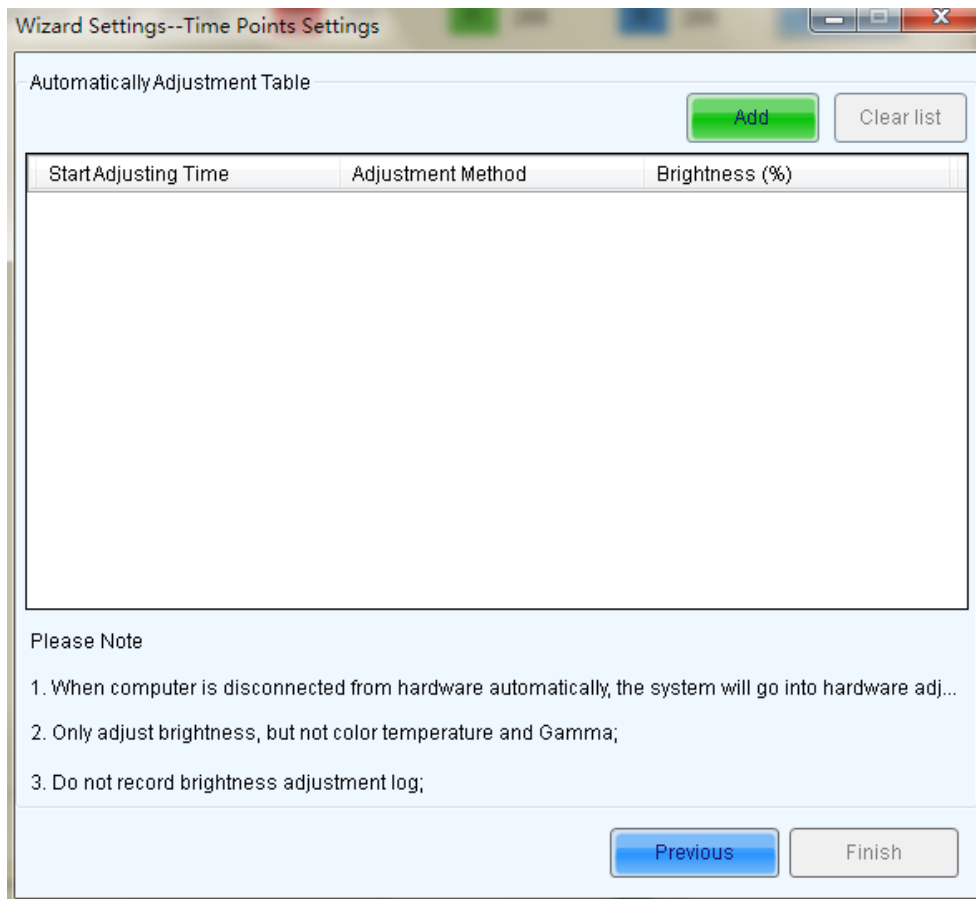 Wizard Settings--Time Points Settings
Automatically Adjustment Table
Add
Clear list
Start Adjusting Time
Adjustment Method
Brightness (%)
Please Note
1. When computer is disconnected from hardware automatically, the system will go into hardware adj...
2. Only adjust brightness, but not color temperature and Gamma;
3. Do not record brightness adjustment log;
Previous
Finish